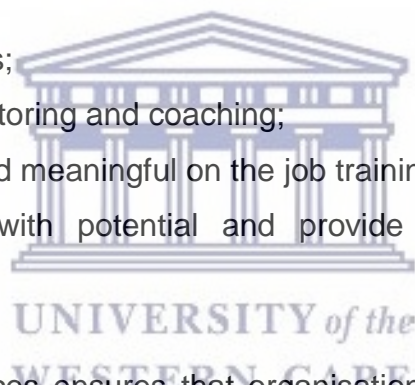 s;
toring and coaching;
d meaningful on the job trainin
with potential and provide
UNIVERSITY of the
WESTERN CAPE
ces ensures that organisation